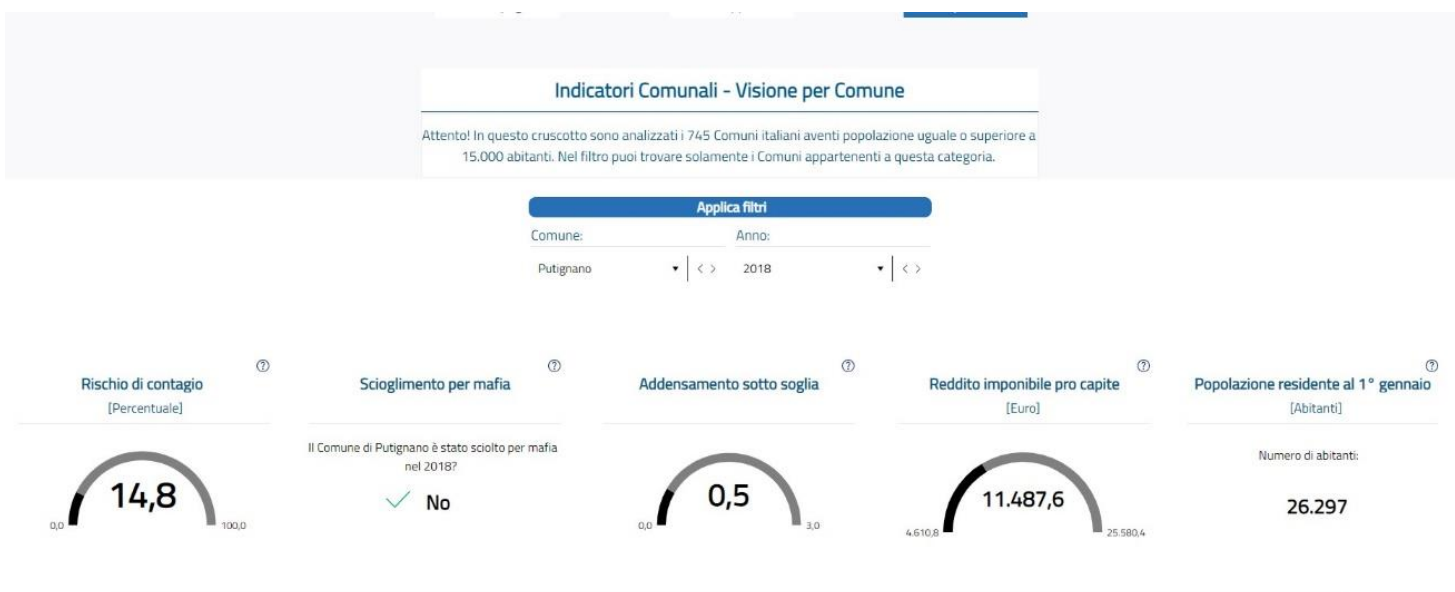 Indicatori Comunali - Visione per Comune
Attento! In questo cruscotto sono analizzati i 745 Comuni italiani aventi popolazione uguale o superiore a
15.000 abitanti. Nel filtro puoi trovare solamente i Comuni appartenenti a questa categoria.
Applica filtri
Comune:
Anno:
Putignano
2018
Rischio di contagio
[Percentuale]
14,8
0,0
100,0
Scioglimento per mafia
Il Comune di Putignano è stato sciolto per mafia
nel 2018?
No
Addensamento sotto soglia
0,5
0,0
3,0
Reddito imponibile pro capite
[Euro]
11.487,6
4.610,8
25.580,4
Popolazione residente al 1° gennaio
[Abitanti]
Numero di abitanti:
26.297